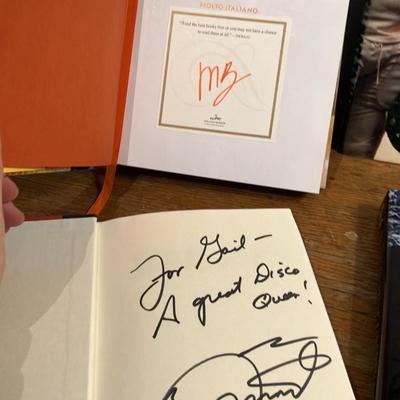 MOLTO ITALIANO
"Read the best books first or you may not have a chance
to read them at all." —THOREAU
MB
For Gail —
A great Disco
Queen!